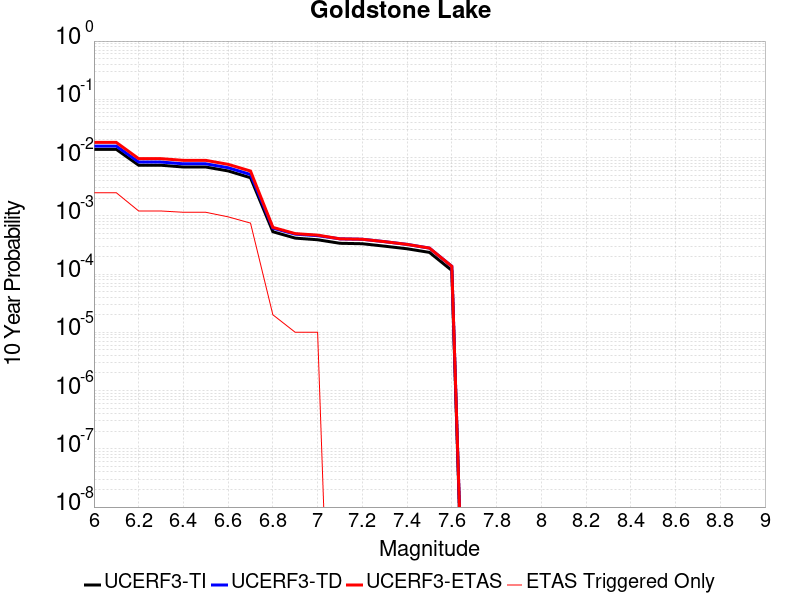 Goldstone Lake
10^0
10^-1
10^-2
10^-3
10^-4
10^-5
10^-6
10^-7
10^-8
10 Year Probability
6 6.2 6.4 6.6 6.8 7 7.2 7.4 7.6 7.8 8 8.2 8.4 8.6 8.8 9
Magnitude
UCERF3-TI UCERF3-TD UCERF3-ETAS ETAS Triggered Only